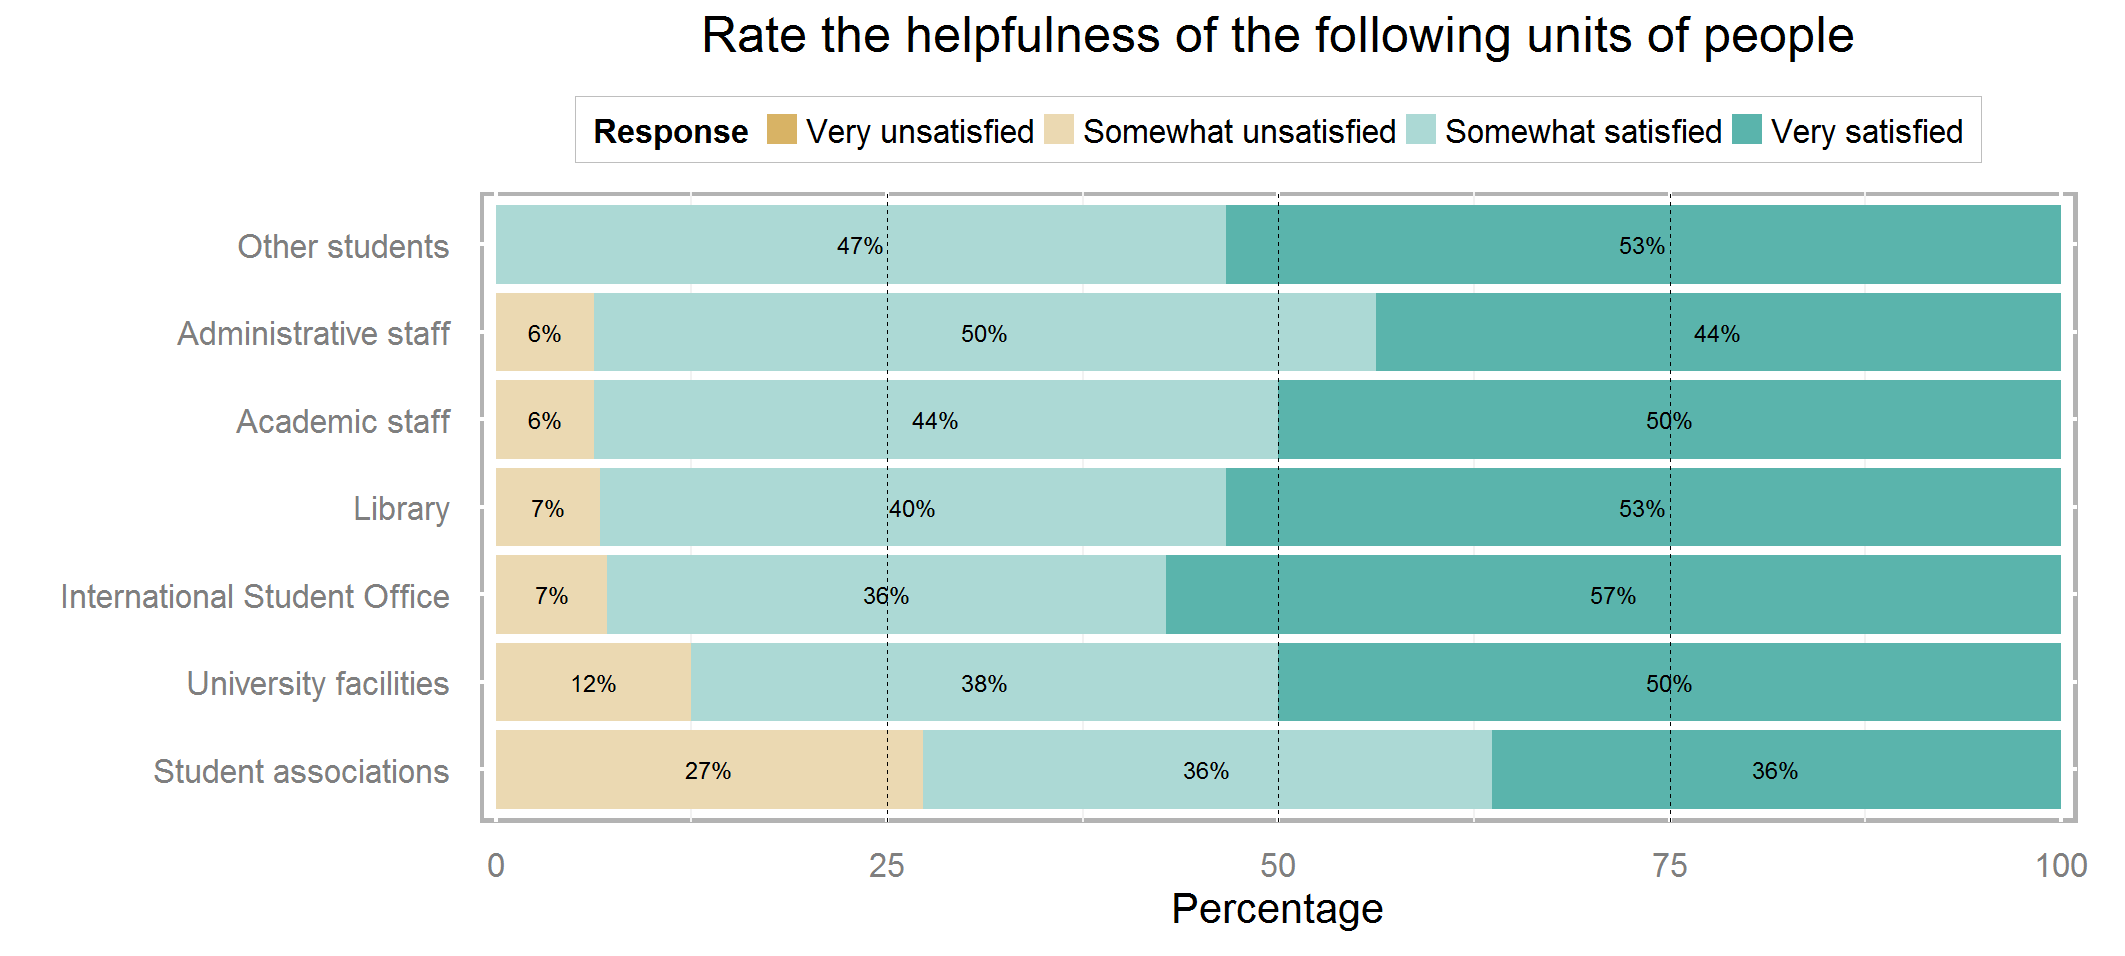 Rate the helpfulness of the following units of people
Response Very unsatisfied Somewhat unsatisfied Somewhat satisfied Very satisfied
Other students 47% 53%
Administrative staff 6% 50% 44%
Academic staff 6% 44% 50%
Library 7% 40% 53%
International Student Office 7% 36% 57%
University facilities 12% 38% 50%
Student associations 27% 36% 36%
0 25 50 75 100
Percentage